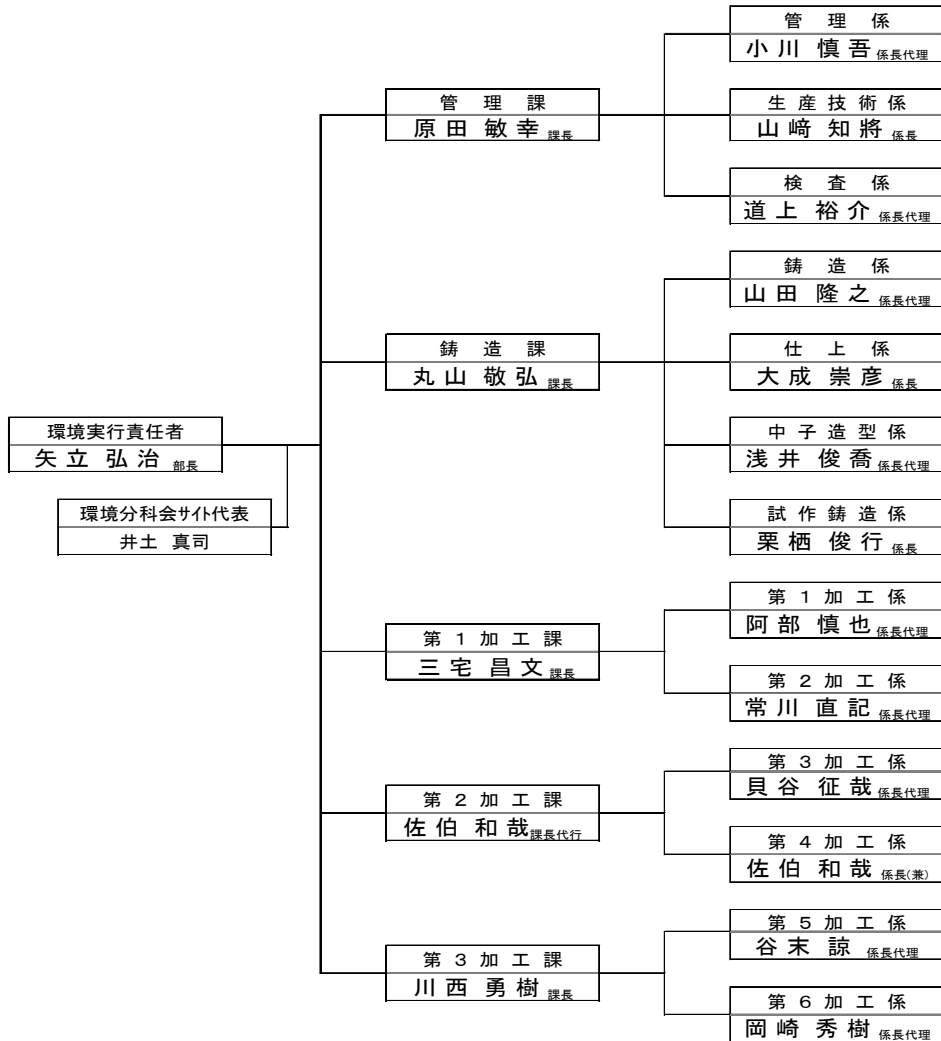 環境実行責任者
矢立 弘治 部長
環境分科会サイト代表
井土 真司
管理課
原田 敏幸 課長
管理係
小川 慎吾 係長代理
生産技術係
山﨑 知將 係長
検査係
道上 裕介 係長代理
鋳造課
丸山 敬弘 課長
鋳造係
山田 隆之 係長代理
仕上係
大成 崇彦 係長
中子造型係
浅井 俊喬 係長代理
試作鋳造係
栗栖 俊行 係長
第1加工課
三宅 昌文 課長
第1加工係
阿部 慎也 係長代理
第2加工係
常川 直記 係長代理
第2加工課
佐伯 和哉 課長代行
第3加工係
貝谷 征哉 係長代理
第4加工係
佐伯 和哉 係長(兼)
第3加工課
川西 勇樹 課長
第5加工係
谷末 諒 係長代理
第6加工係
岡崎 秀樹 係長代理